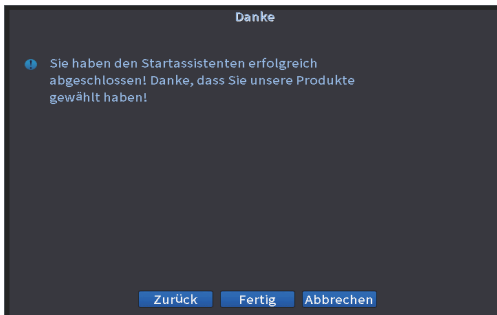 Danke
Sie haben den Startassistenten erfolgreich
abgeschlossen! Danke, dass Sie unsere Produkte
gewählt haben!
Zurück Fertig Abbrechen